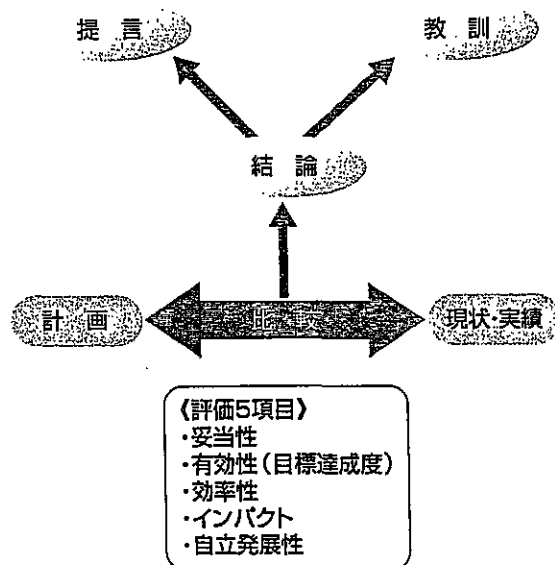 提言
教訓
結論
計画
比較
現状・実績
《評価5項目》
・妥当性
・有効性(目標達成度)
・効率性
・インパクト
・自立発展性